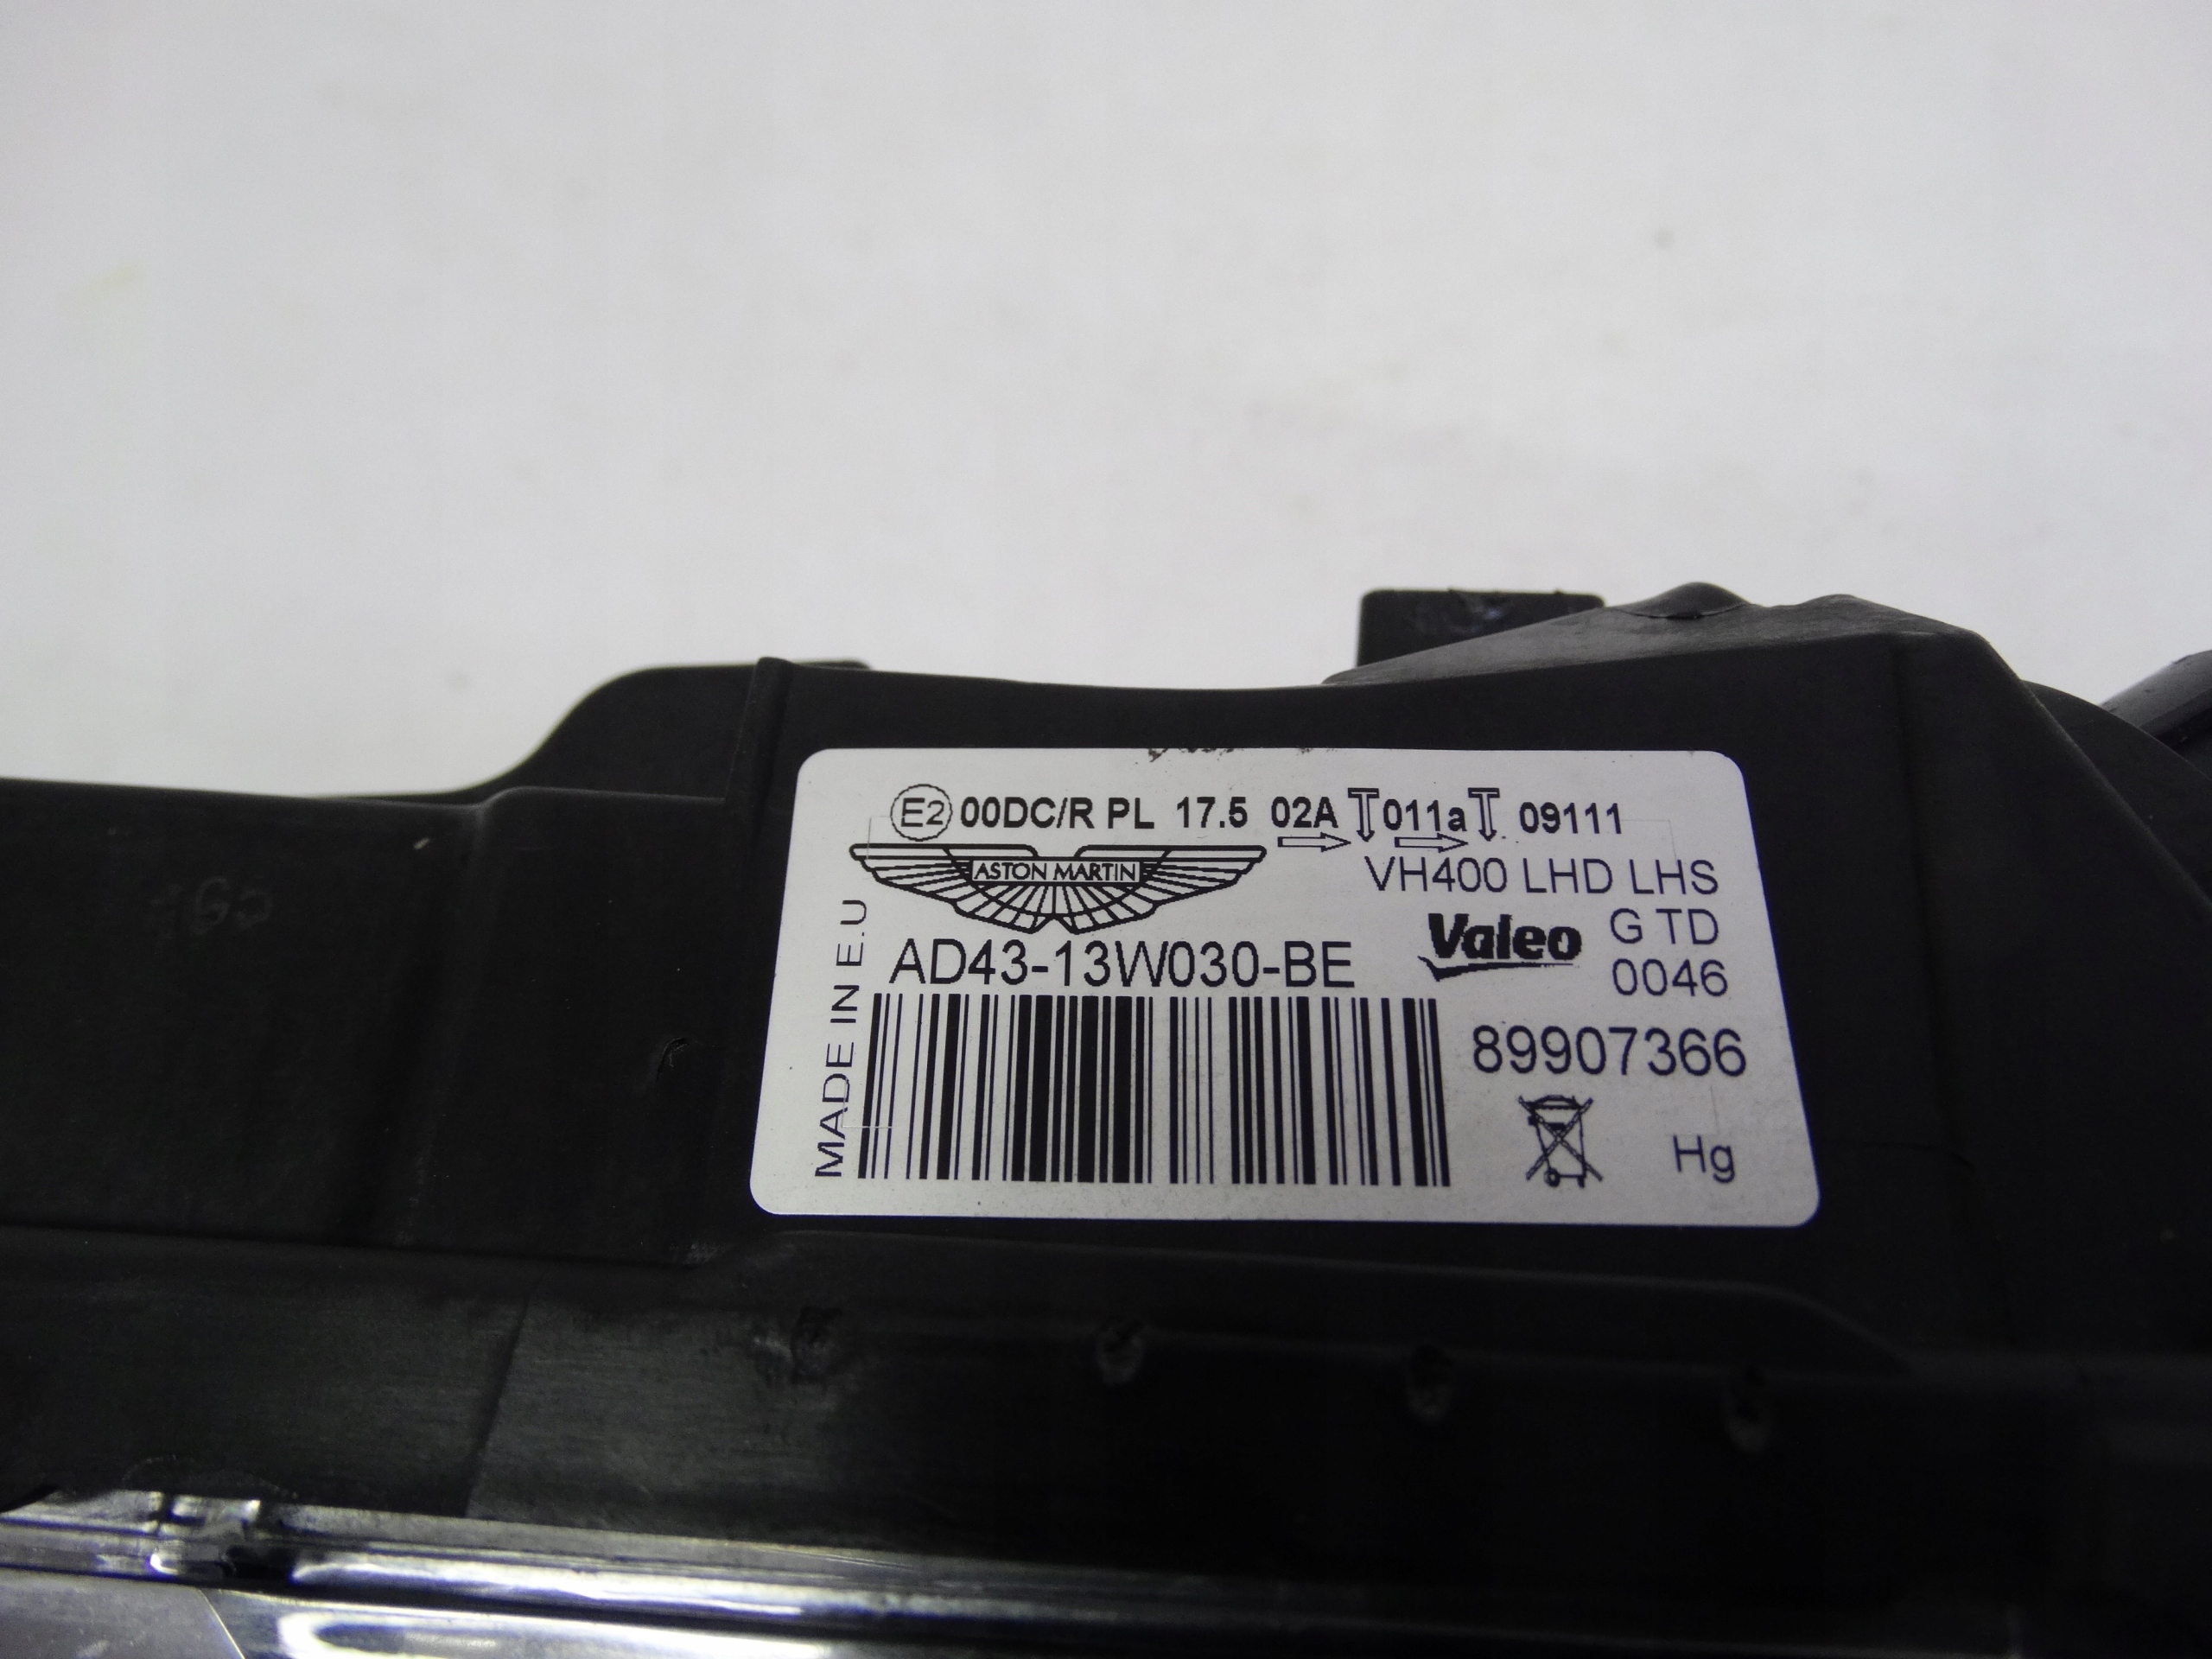 E2 00DC/R PL 17.5 02A 011a 09111
ASTON MARTIN
VH400 LHD LHS
Valeo
G TD
0046
AD43-13W030-BE
MADE IN E.U
89907366
Hg